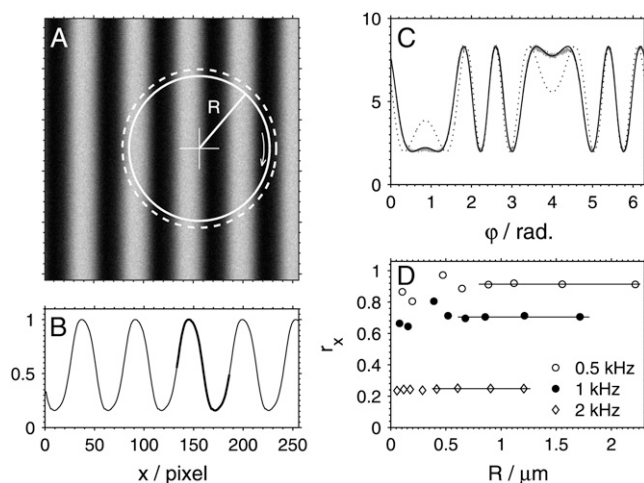 A
R
B
1
0.5
0
0 50 100 150 200 250
x / pixel
C
10
5
0
0 1 2 3 4 5 6
φ / rad.
D
1
0.8
0.6
0.4
0.2
0
r_x
0 0.5 1 1.5 2
R / μm
0.5 kHz
1 kHz
2 kHz